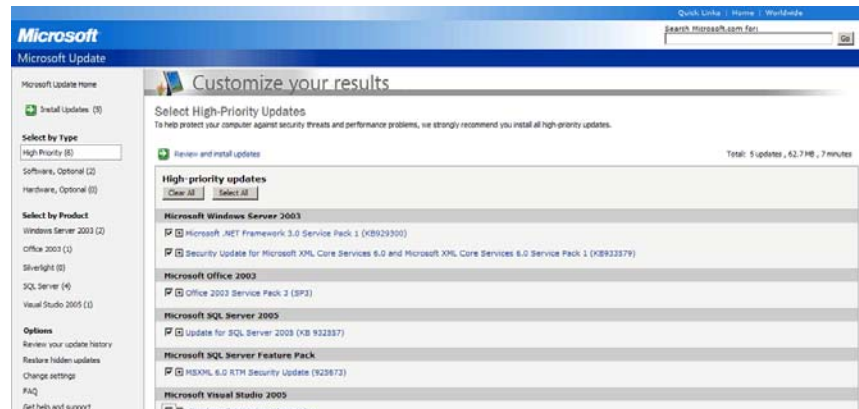 Quick Links | Home | Worldwide
Microsoft
Search Microsoft.com for:
Go
Microsoft Update
Microsoft Update Home
Install Updates (5)
Select by Type
High Priority (6)
Software, Optional (2)
Hardware, Optional (0)
Select by Product
Windows Server 2003 (2)
Office 2003 (1)
Silverlight (0)
SQL Server (4)
Visual Studio 2005 (1)
Options
Review your update history
Restore hidden updates
Change settings
FAQ
Get help and support
Customize your results
Select High-Priority Updates
To help protect your computer against security threats and performance problems, we strongly recommend you install all high-priority updates.
Review and install updates
Total: 5 updates , 62.7 MB , 7 minutes
High-priority updates
Clear All
Select All
Microsoft Windows Server 2003
Microsoft .NET Framework 3.0 Service Pack 1 (KB929300)
Security Update for Microsoft XML Core Services 6.0 and Microsoft XML Core Services 6.0 Service Pack 1 (KB933579)
Microsoft Office 2003
Office 2003 Service Pack 3 (SP3)
Microsoft SQL Server 2005
Update for SQL Server 2005 (KB 932557)
Microsoft SQL Server Feature Pack
MSXML 6.0 RTM Security Update (925673)
Microsoft Visual Studio 2005